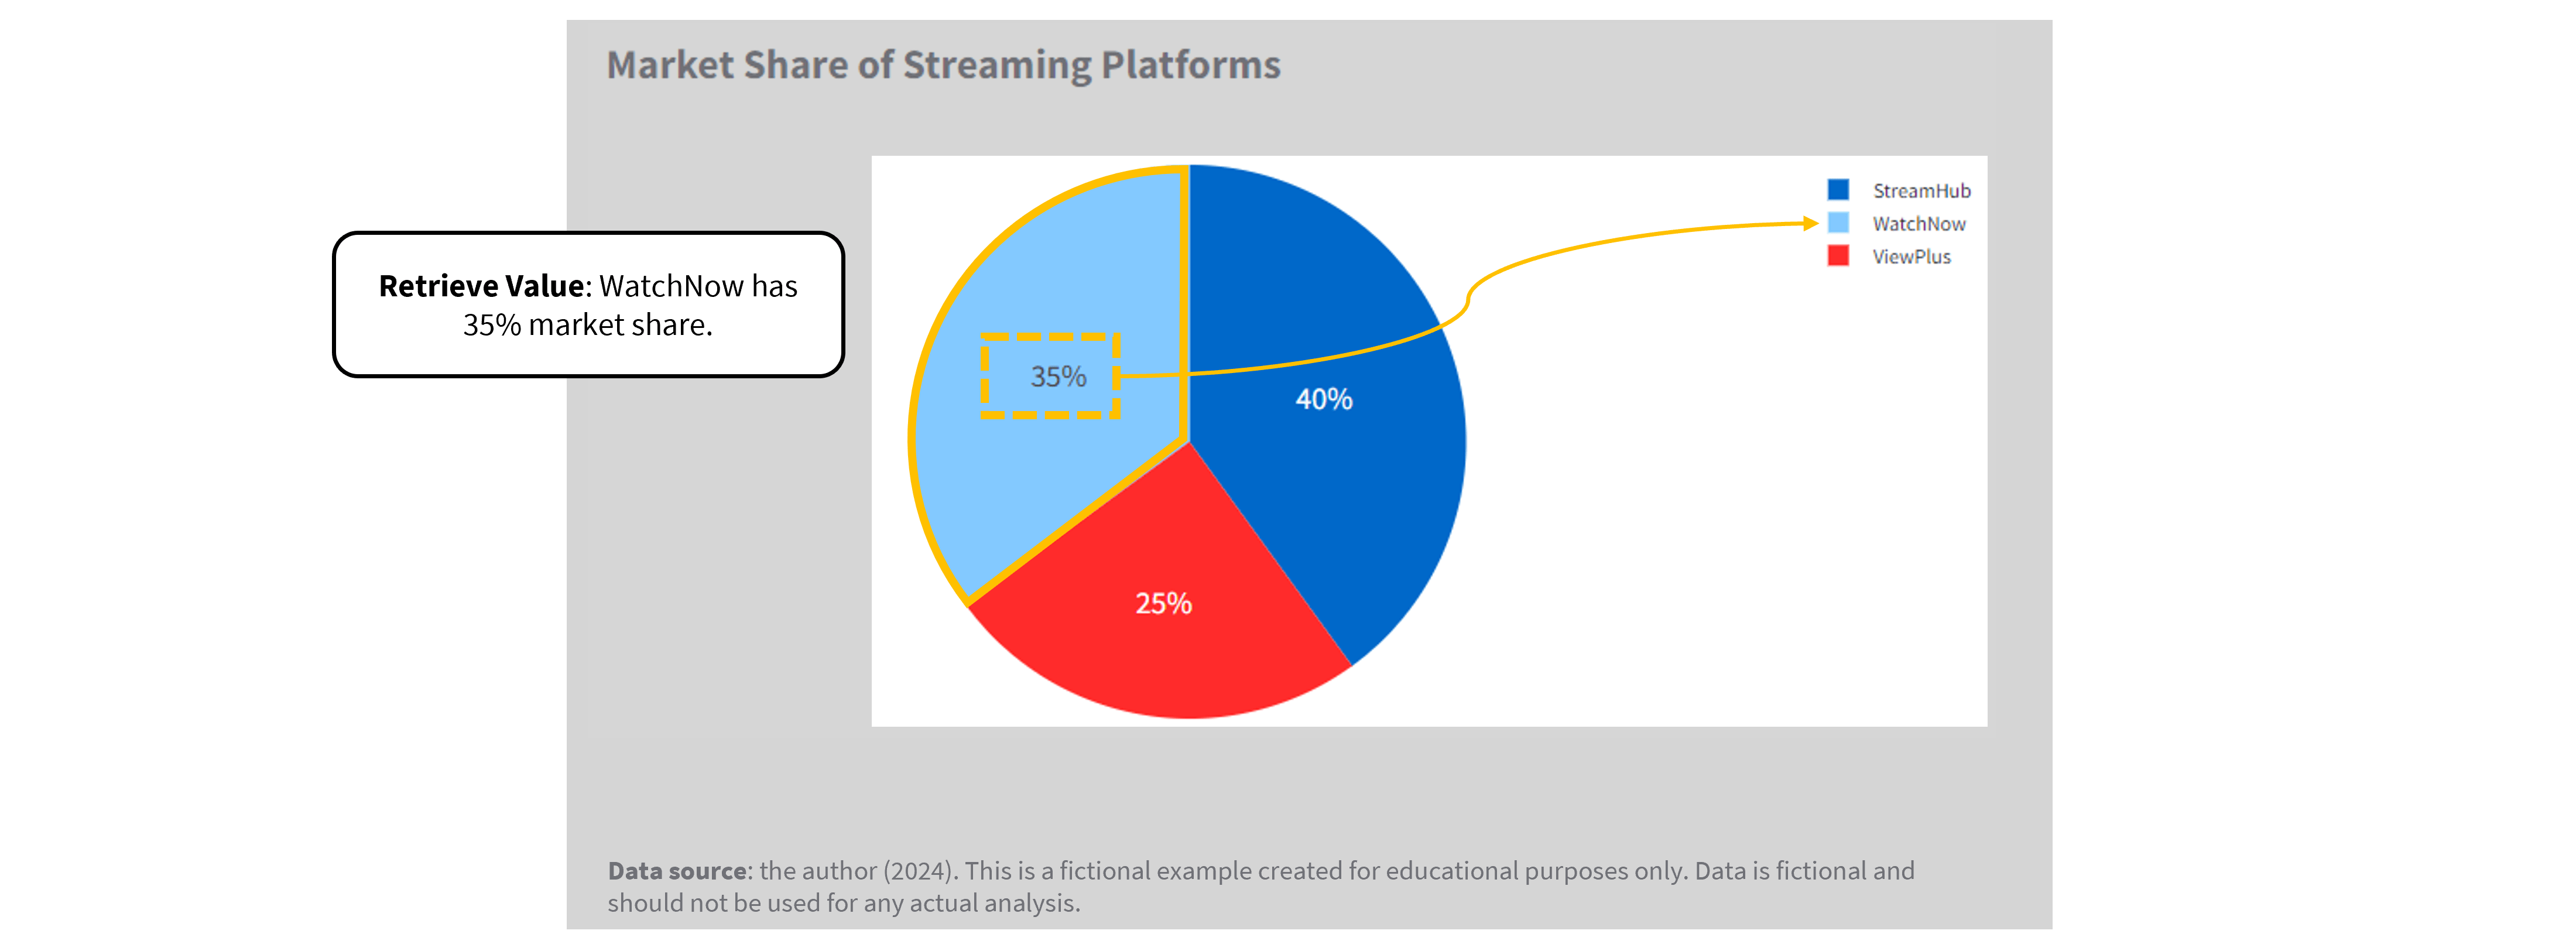 Market Share of Streaming Platforms
StreamHub
WatchNow
ViewPlus
Retrieve Value: WatchNow has
35% market share.
35%
40%
25%
Data source: the author (2024). This is a fictional example created for educational purposes only. Data is fictional and
should not be used for any actual analysis.